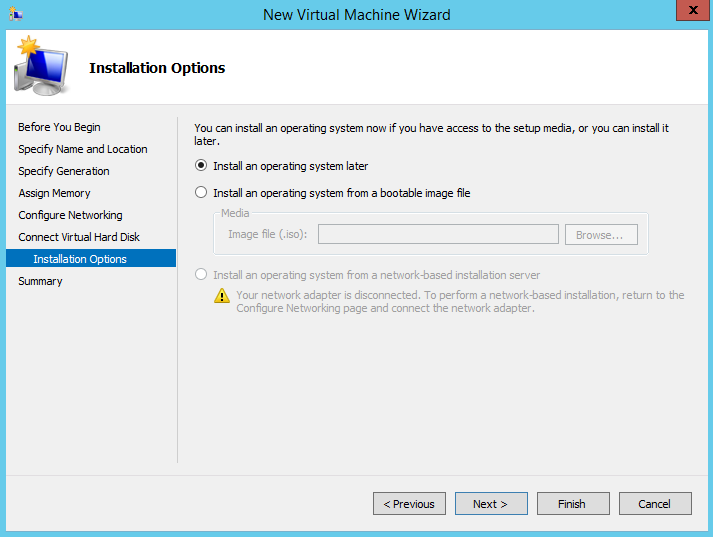 New Virtual Machine Wizard
x
Installation Options
Before You Begin
Specify Name and Location
Specify Generation
Assign Memory
Configure Networking
Connect Virtual Hard Disk
Installation Options
Summary
You can install an operating system now if you have access to the setup media, or you can install it
later.
Install an operating system later
Install an operating system from a bootable image file
Media
Image file (.iso):
Browse...
Install an operating system from a network-based installation server
Your network adapter is disconnected. To perform a network-based installation, return to the
Configure Networking page and connect the network adapter.
< Previous
Next >
Finish
Cancel